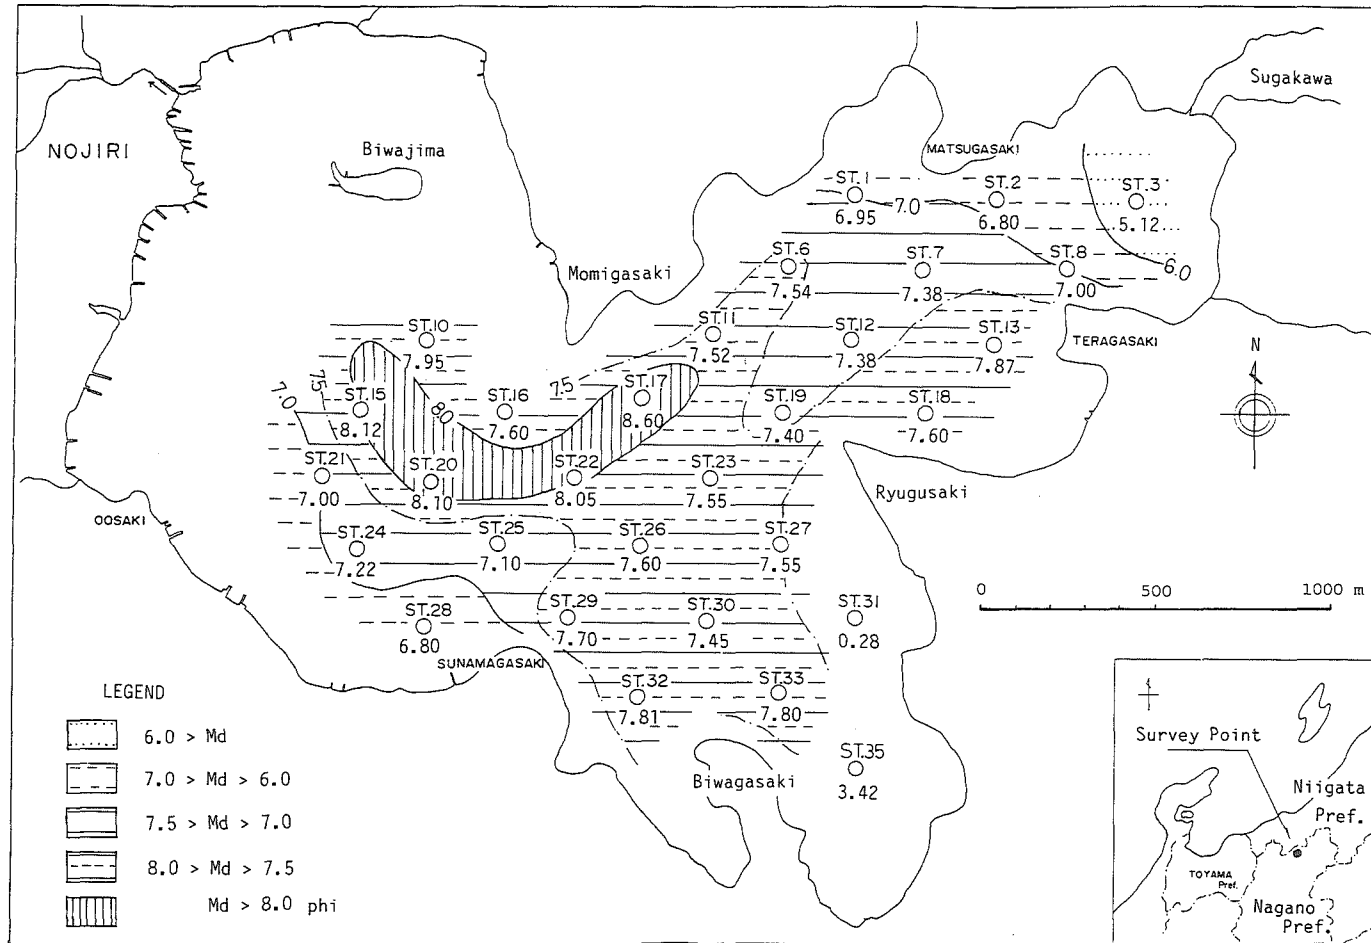 Sugakawa
NOJIRI
Biwajima
MATSUGASAKI
ST.1
6.95
7.0
ST.2
6.80
ST.3
5.12
6.0
ST.6
7.54
ST.7
7.38
ST.8
7.00
Momigasaki
ST.10
7.95
ST.11
7.52
ST.12
7.38
ST.13
7.87
TERAGASAKI
N
7.0
7.5
ST.15
8.12
8.0
ST.16
7.60
7.5
ST.17
8.60
ST.19
7.40
ST.18
7.60
ST.21
7.00
ST.20
8.10
ST.22
8.05
ST.23
7.55
Ryugusaki
OOSAKI
ST.24
7.22
ST.25
7.10
ST.26
7.60
ST.27
7.55
0 500 1000 m
ST.28
6.80
ST.29
7.70
ST.30
7.45
ST.31
0.28
SUNAMAGASAKI
ST.32
7.81
ST.33
7.80
Biwagasaki
ST.35
3.42
LEGEND
6.0 > Md
7.0 > Md > 6.0
7.5 > Md > 7.0
8.0 > Md > 7.5
Md > 8.0 phi
Survey Point
Niigata
Pref.
TOYAMA
Pref.
Nagano
Pref.